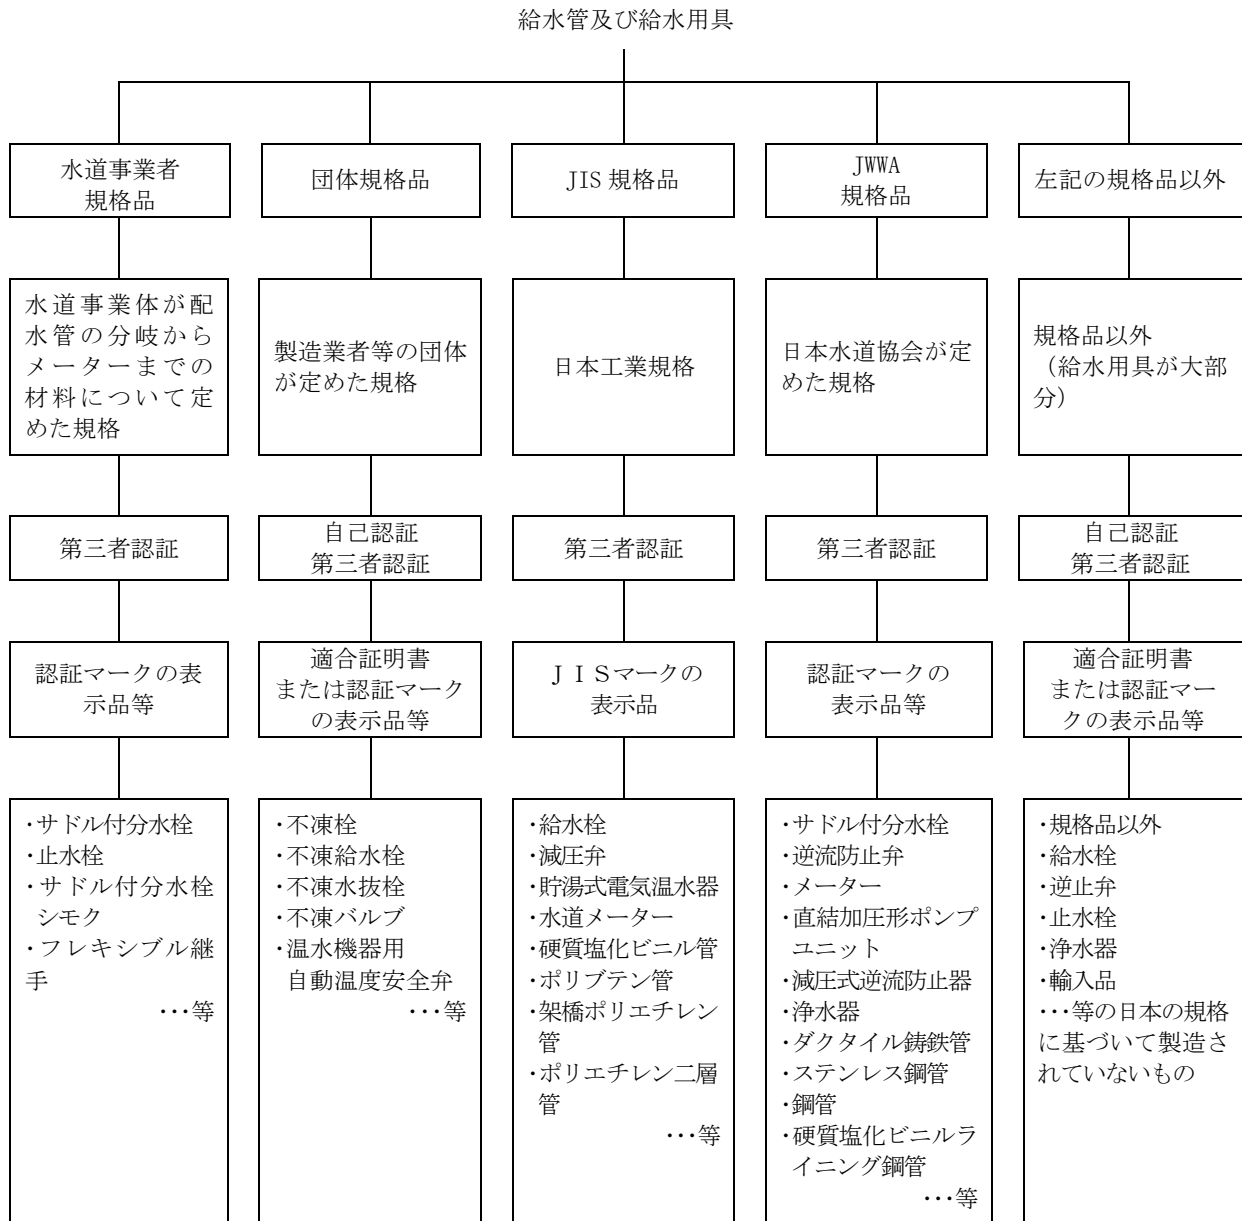 給水管及び給水用具
水道事業者
規格品
団体規格品
JIS 規格品
JWWA
規格品
左記の規格品以外
水道事業体が配
水管の分岐から
メーターまでの
材料について定
めた規格
製造業者等の団体
が定めた規格
日本工業規格
日本水道協会が定
めた規格
規格品以外
（給水用具が大部
分）
第三者認証
自己認証
第三者認証
第三者認証
第三者認証
自己認証
第三者認証
認証マークの表
示品等
適合証明書
または認証マーク
の表示品等
ＪＩＳマークの
表示品
認証マークの
表示品等
適合証明書
または認証マー
クの表示品等
・サドル付分水栓
・止水栓
・サドル付分水栓
シモク
・フレキシブル継
手
・・・等
・不凍栓
・不凍給水栓
・不凍水抜栓
・不凍バルブ
・温水機器用
自動温度安全弁
・・・等
・給水栓
・減圧弁
・貯湯式電気温水器
・水道メーター
・硬質塩化ビニル管
・ポリブテン管
・架橋ポリエチレン
管
・ポリエチレン二層
管
・・・等
・サドル付分水栓
・逆流防止弁
・メーター
・直結加圧形ポンプ
ユニット
・減圧式逆流防止器
・浄水器
・ダクタイル鋳鉄管
・ステンレス鋼管
・鋼管
・硬質塩化ビニルラ
イニング鋼管
・・・等
・規格品以外
・給水栓
・逆止弁
・止水栓
・浄水器
・輸入品
・・・等の日本の規格
に基づいて製造さ
れていないもの